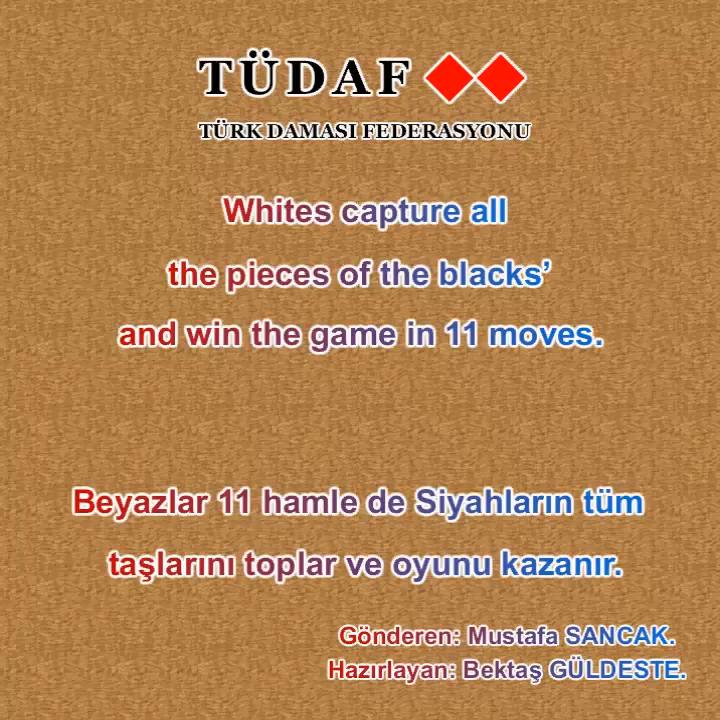 TÜDAF
TÜRK DAMASI FEDERASYONU
Whites capture all
the pieces of the blacks’
and win the game in 11 moves.
Beyazlar 11 hamle de Siyahların tüm
taşlarını toplar ve oyunu kazanır.
Gönderen: Mustafa SANCAK.
Hazırlayan: Bektaş GÜLDESTE.